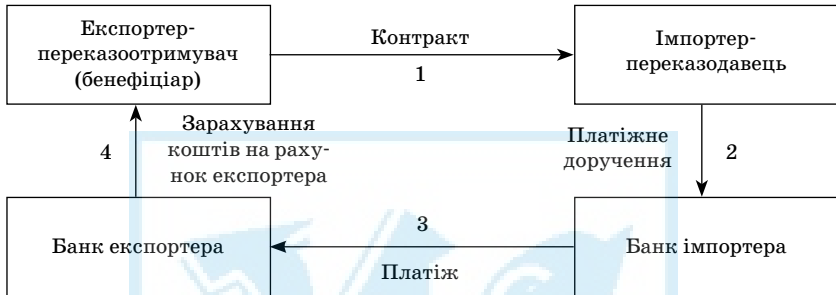 Експортер-
переказоотримувач
(бенефіціар)
Контракт
1
Імпортер-
переказодавець
4
Зарахування
коштів на раху-
нок експортера
Платіжне
доручення
2
Банк експортера
3
Платіж
Банк імпортера